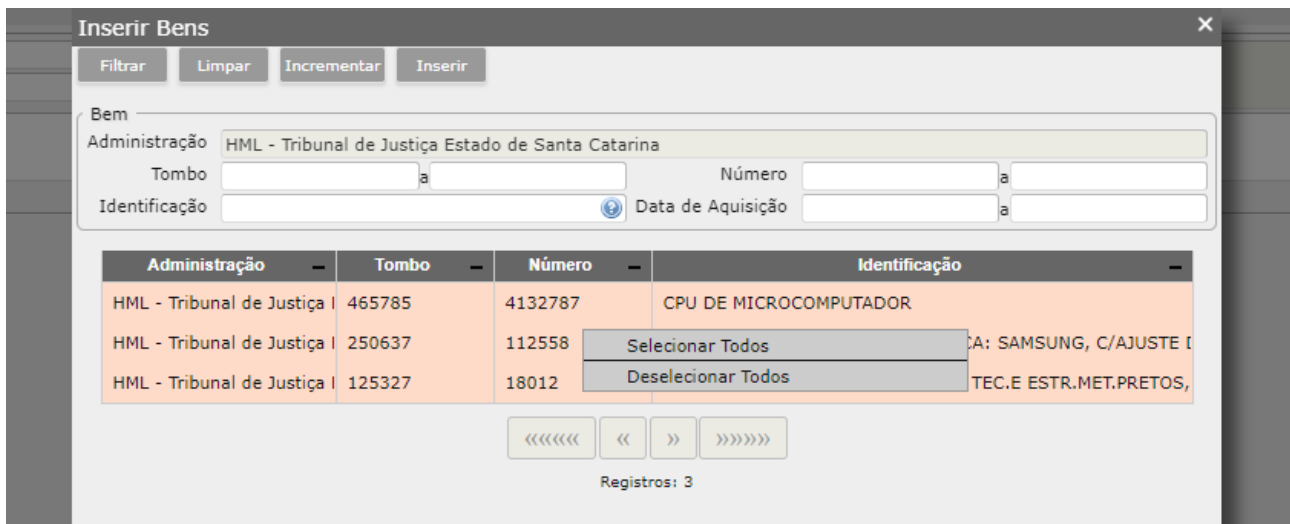 Inserir Bens
Filtrar Limpar Incrementar Inserir
Bem
Administração HML - Tribunal de Justiça Estado de Santa Catarina
Tombo a Número a
Identificação Data de Aquisição a
Administração Tombo Número Identificação
HML - Tribunal de Justiça 465785 4132787 CPU DE MICROCOMPUTADOR
HML - Tribunal de Justiça 250637 112558 Selecionar Todos CA: SAMSUNG, C/AJUSTE
HML - Tribunal de Justiça 125327 18012 Deselecionar Todos TEC.E ESTR.MET.PRETOS,
««««« « » »»»»»
Registros: 3